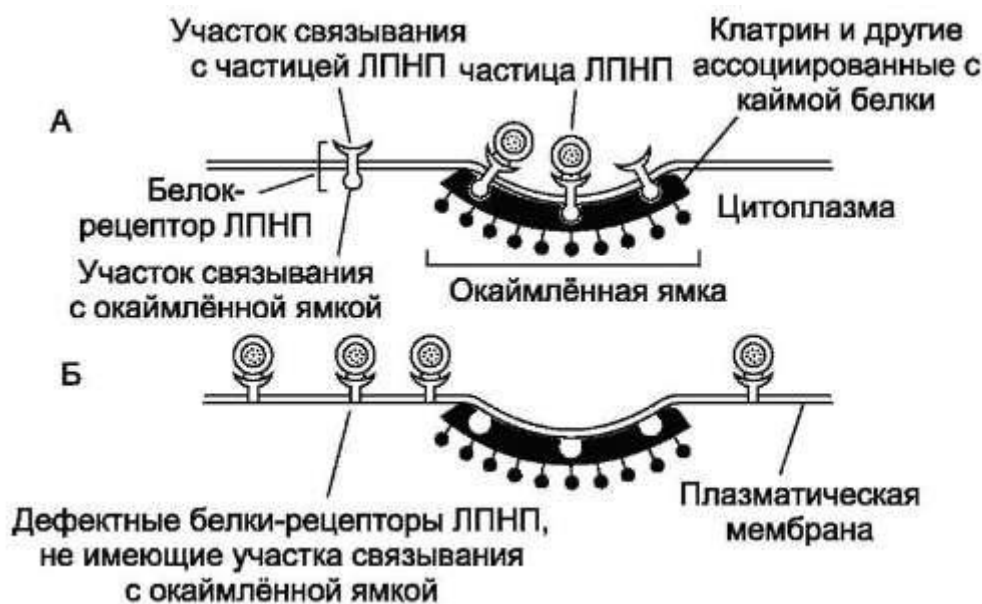 Участок связывания
с частицей ЛПНП
частица ЛПНП
Клатрин и другие
ассоциированные с
каймой белки
А
Белок-
рецептор ЛПНП
Цитоплазма
Участок связывания
с окаймлённой ямкой
Окаймлённая ямка
Б
Дефектные белки-рецепторы ЛПНП,
не имеющие участка связывания
с окаймлённой ямкой
Плазматическая
мембрана